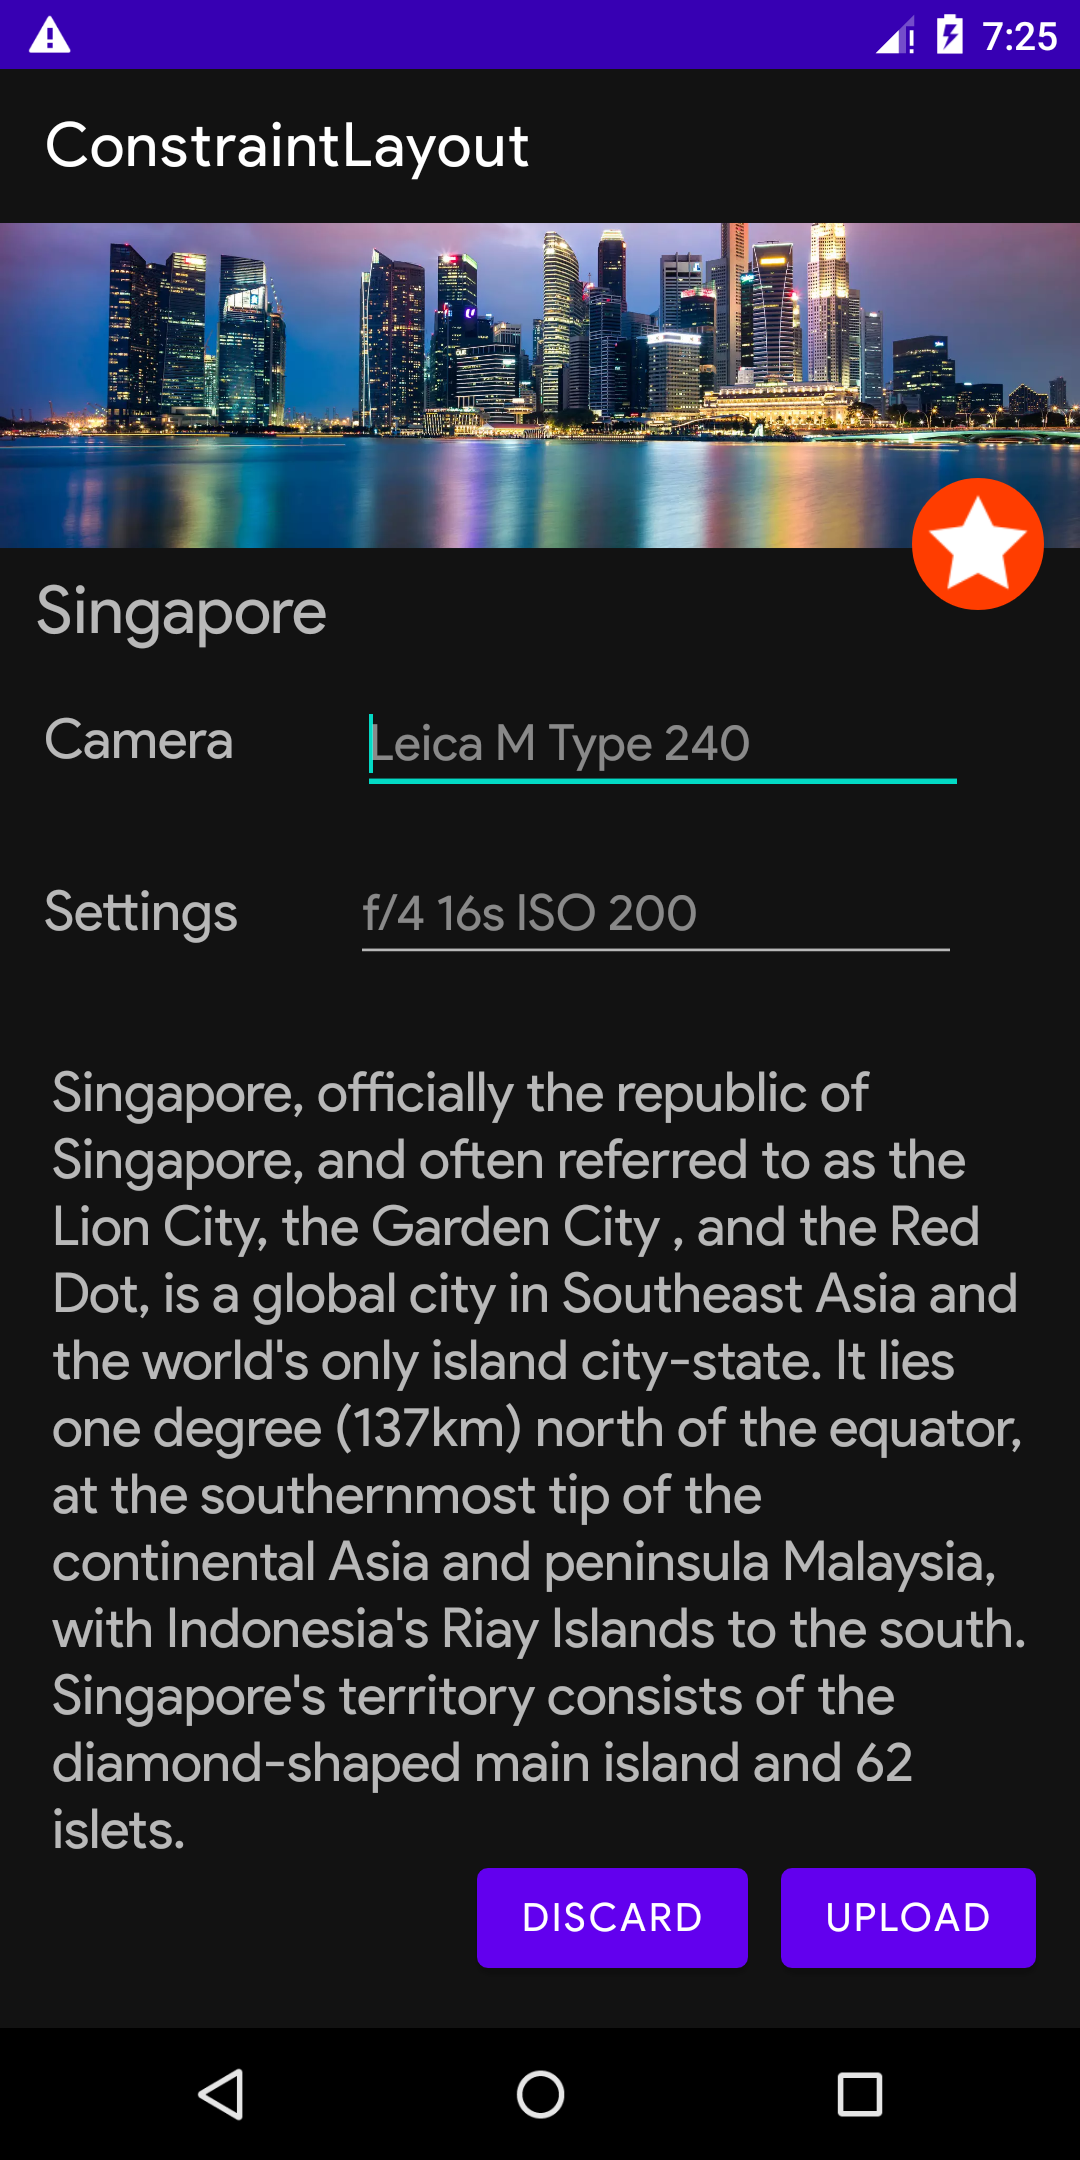 7:25
ConstraintLayout
Singapore
Camera
Leica M Type 240
Settings
f/4 16s ISO 200
Singapore, officially the republic of
Singapore, and often referred to as the
Lion City, the Garden City , and the Red
Dot, is a global city in Southeast Asia and
the world's only island city-state. It lies
one degree (137km) north of the equator,
at the southernmost tip of the
continental Asia and peninsula Malaysia,
with Indonesia's Riay Islands to the south.
Singapore's territory consists of the
diamond-shaped main island and 62
islets.
DISCARD
UPLOAD